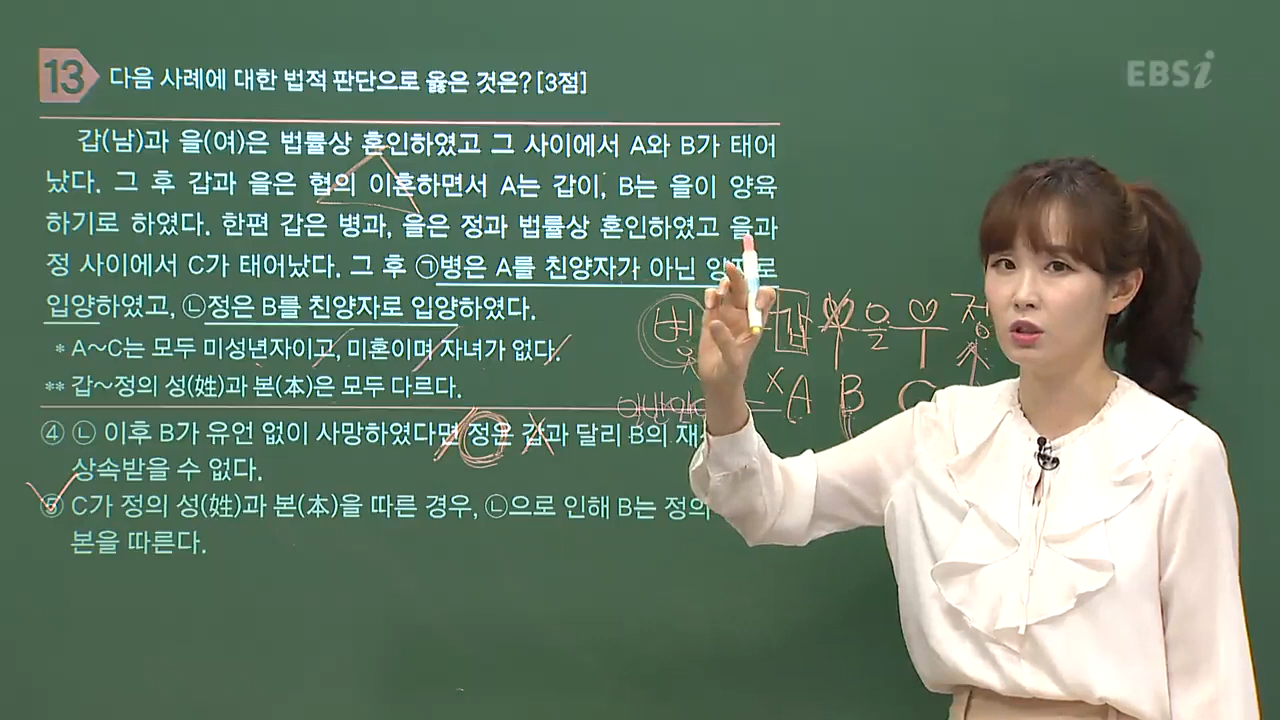 13 다음 사례에 대한 법적 판단으로 옳은 것은? [3점]
EBSi
갑(남)과 을(여)은 법률상 혼인하였고 그 사이에서 A와 B가 태어
났다. 그 후 갑과 을은 협의 이혼하면서 A는 갑이, B는 을이 양육
하기로 하였다. 한편 갑은 병과, 을은 정과 법률상 혼인하였고 을과
정 사이에서 C가 태어났다. 그 후 ㉠병은 A를 친양자가 아닌
입양하였고, ㉡정은 B를 친양자로 입양하였다.
* A~C는 모두 미성년자이고, 미혼이며 자녀가 없다.
** 갑~정의 성(姓)과 본(本)은 모두 다르다.
병 갑 을 정
A B C
④ ㉡ 이후 B가 유언 없이 사망하였다면 정은 갑과 달리 B의
상속받을 수 없다.
⑤ C가 정의 성(姓)과 본(本)을 따른 경우, ㉡으로 인해 B는 정의
본을 따른다.